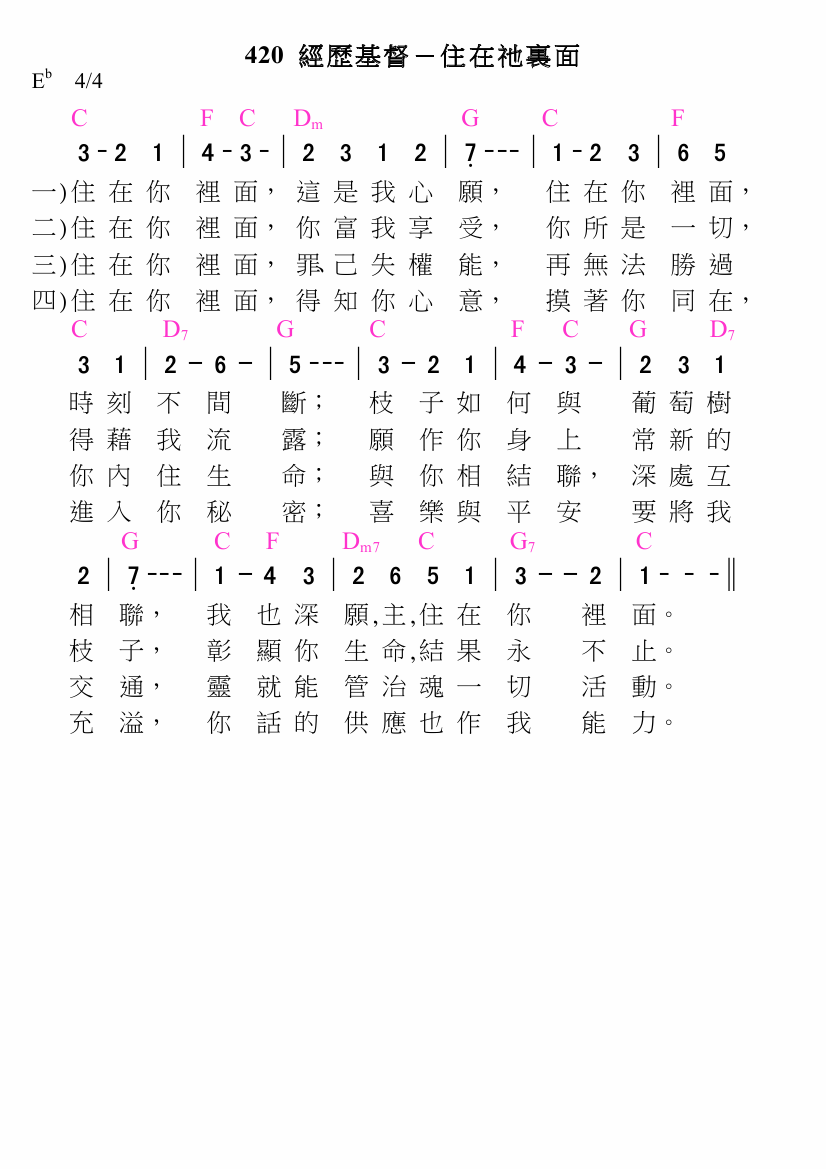 420 經歷基督－住在祂裏面
E♭ 4/4
C F C Dm G C F
3 - 2 1 | 4 - 3 - | 2 3 1 2 | 7̣ - - - | 1 - 2 3 | 6 5
一)住在你 裡面，這是我心願，住在你 裡面，
二)住在你 裡面，你富我享受，你所是 一切，
三)住在你 裡面，罪、己失權能，再無法 勝過
四)住在你 裡面，得知你心意，摸著你 同在，
C D7 G C F C G D7
3 1 | 2 - 6 - | 5 - - - | 3 - 2 1 | 4 - 3 - | 2 3 1
時刻不間斷；枝子如何與 葡萄樹
得藉我流露；願作你身上 常新的
你內住生命；與你相結聯，深處互
進入你秘密；喜樂與平安 要將我
G C F Dm7 C G7 C
2 | 7̣ - - - | 1 - 4 3 | 2 6 5 1 | 3 - - 2 | 1 - - - ||
相聯，我也深願,主,住在你裡面。
枝子，彰顯你生命,結果永不止。
交通，靈就能管治魂一切活動。
充溢，你話的供應也作我能力。